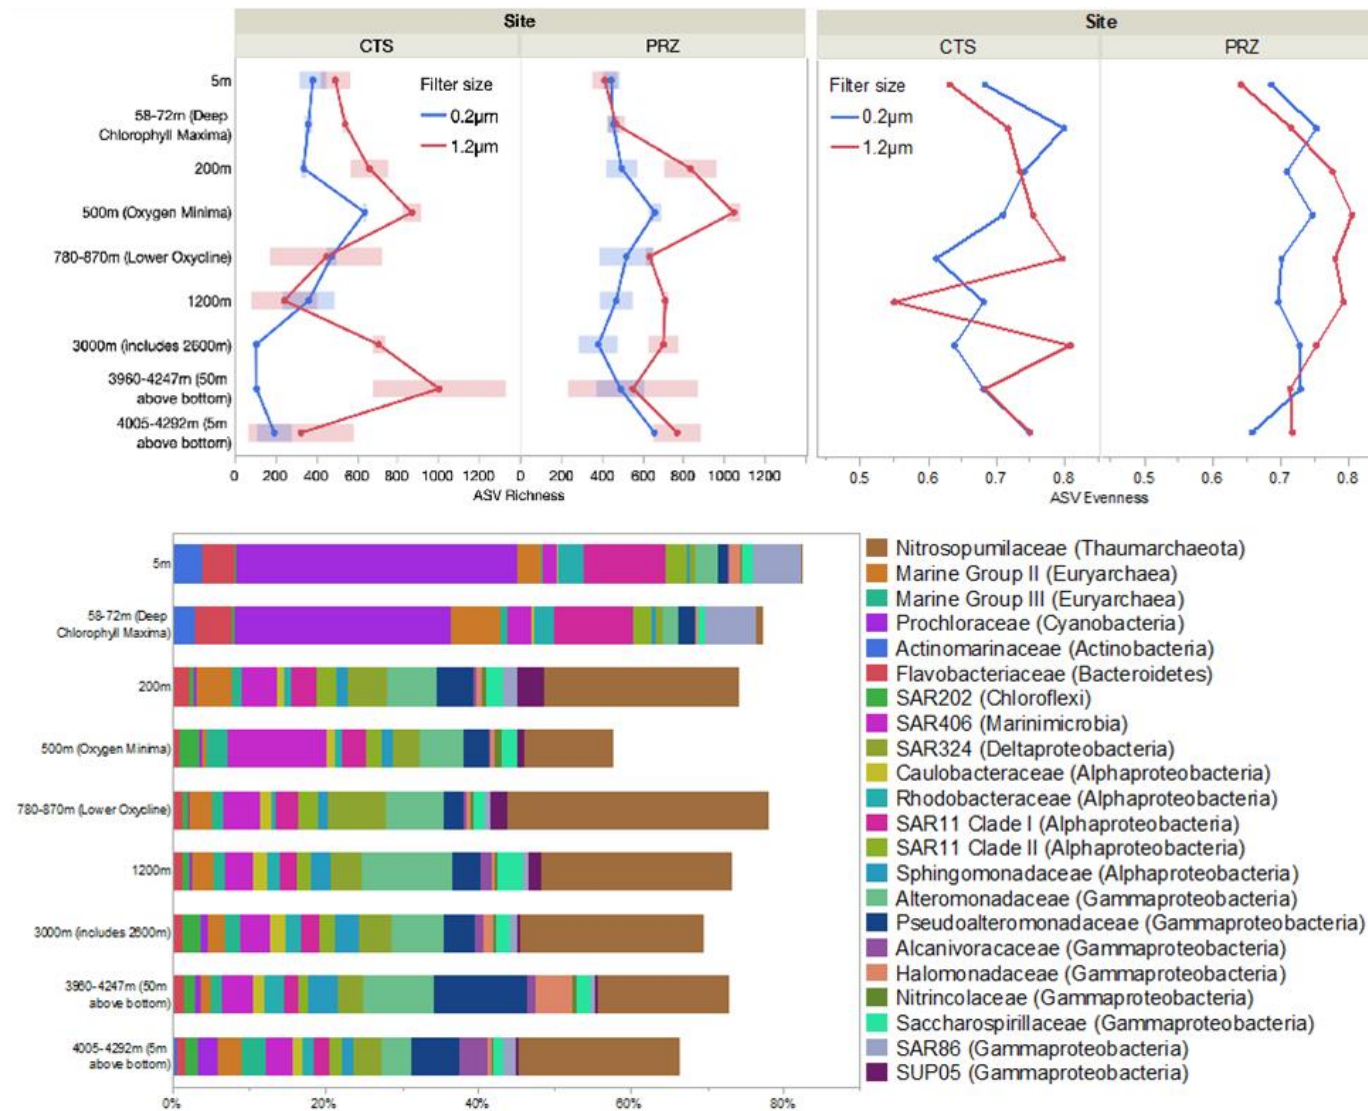 Site
CTS
PRZ
Filter size
0.2µm
1.2µm
5m
58-72m (Deep
Chlorophyll Maxima)
200m
500m (Oxygen Minima)
780-870m (Lower Oxycline)
1200m
3000m (includes 2600m)
3960-4247m (50m
above bottom)
4005-4292m (5m
above bottom)
0 200 400 600 800 1000 0 200 400 600 800 1000 1200
ASV Richness
Site
CTS
PRZ
Filter size
0.2µm
1.2µm
0.5 0.6 0.7 0.8 0.5 0.6 0.7 0.8
ASV Evenness
5m
58-72m (Deep
Chlorophyll Maxima)
200m
500m (Oxygen Minima)
780-870m (Lower Oxycline)
1200m
3000m (includes 2600m)
3960-4247m (50m
above bottom)
4005-4292m (5m
above bottom)
0% 20% 40% 60% 80%
Nitrosopumilaceae (Thaumarchaeota)
Marine Group II (Euryarchaea)
Marine Group III (Euryarchaea)
Prochloraceae (Cyanobacteria)
Actinomarinaceae (Actinobacteria)
Flavobacteriaceae (Bacteroidetes)
SAR202 (Chloroflexi)
SAR406 (Marinimicrobia)
SAR324 (Deltaproteobacteria)
Caulobacteraceae (Alphaproteobacteria)
Rhodobacteraceae (Alphaproteobacteria)
SAR11 Clade I (Alphaproteobacteria)
SAR11 Clade II (Alphaproteobacteria)
Sphingomonadaceae (Alphaproteobacteria)
Alteromonadaceae (Gammaproteobacteria)
Pseudoalteromonadaceae (Gammaproteobacteria)
Alcanivoracaceae (Gammaproteobacteria)
Halomonadaceae (Gammaproteobacteria)
Nitrincolaceae (Gammaproteobacteria)
Saccharospirillaceae (Gammaproteobacteria)
SAR86 (Gammaproteobacteria)
SUP05 (Gammaproteobacteria)